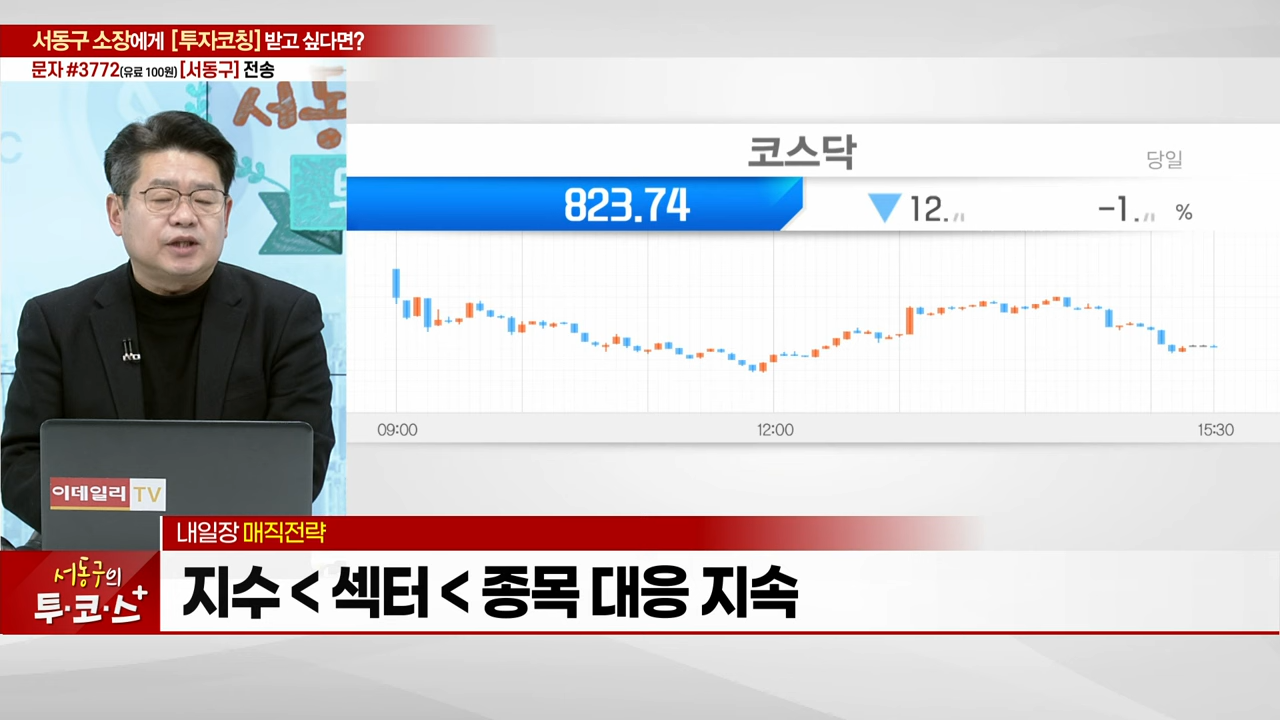 서동구 소장에게 [투자코칭] 받고 싶다면?
문자 #3772(유료 100원) [서동구] 전송
서동
코스닥
당일
823.74
▼ 12.
-1. %
09:00 12:00 15:30
이데일리 TV
내일장 매직전략
서동구의
투·코·스+
지수 < 섹터 < 종목 대응 지속